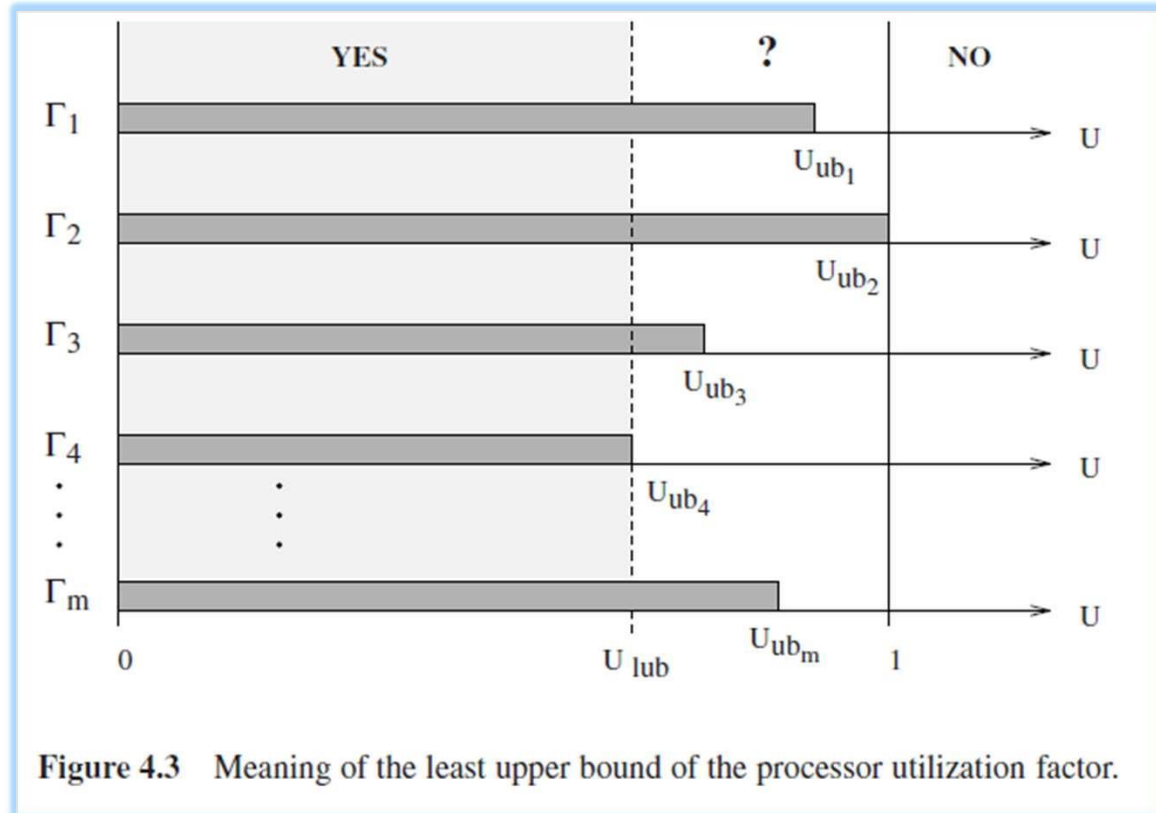 YES ? NO
Γ1 U
Uub1
Γ2 U
Uub2
Γ3 U
Uub3
Γ4 U
Uub4
Γm U
Uubm
0 U lub 1
Figure 4.3 Meaning of the least upper bound of the processor utilization factor.